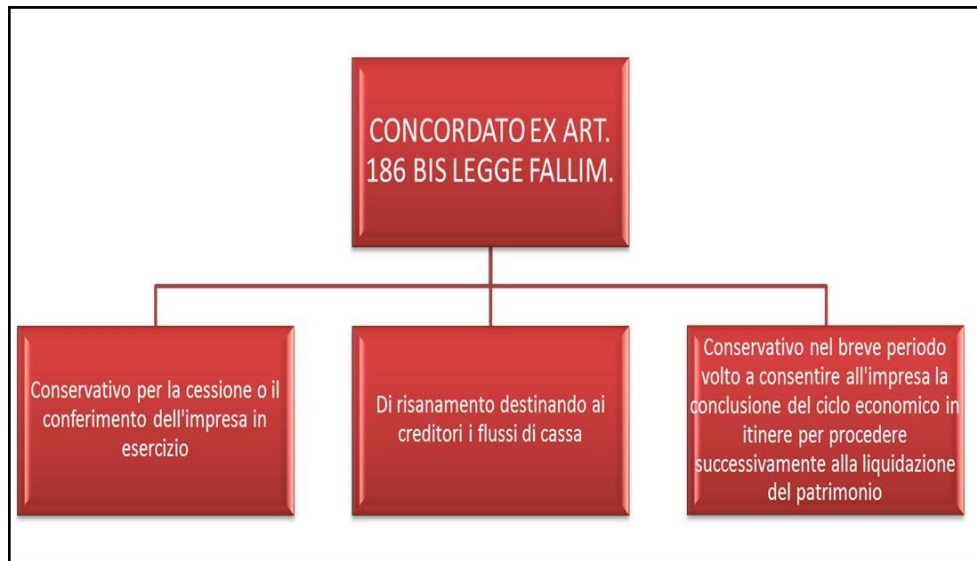 CONCORDATO EX ART.
186 BIS LEGGE FALLIM.
Conservativo per la cessione o il
conferimento dell'impresa in
esercizio
Di risanamento destinando ai
creditori i flussi di cassa
Conservativo nel breve periodo
volto a consentire all'impresa la
conclusione del ciclo economico in
itinere per procedere
successivamente alla liquidazione
del patrimonio